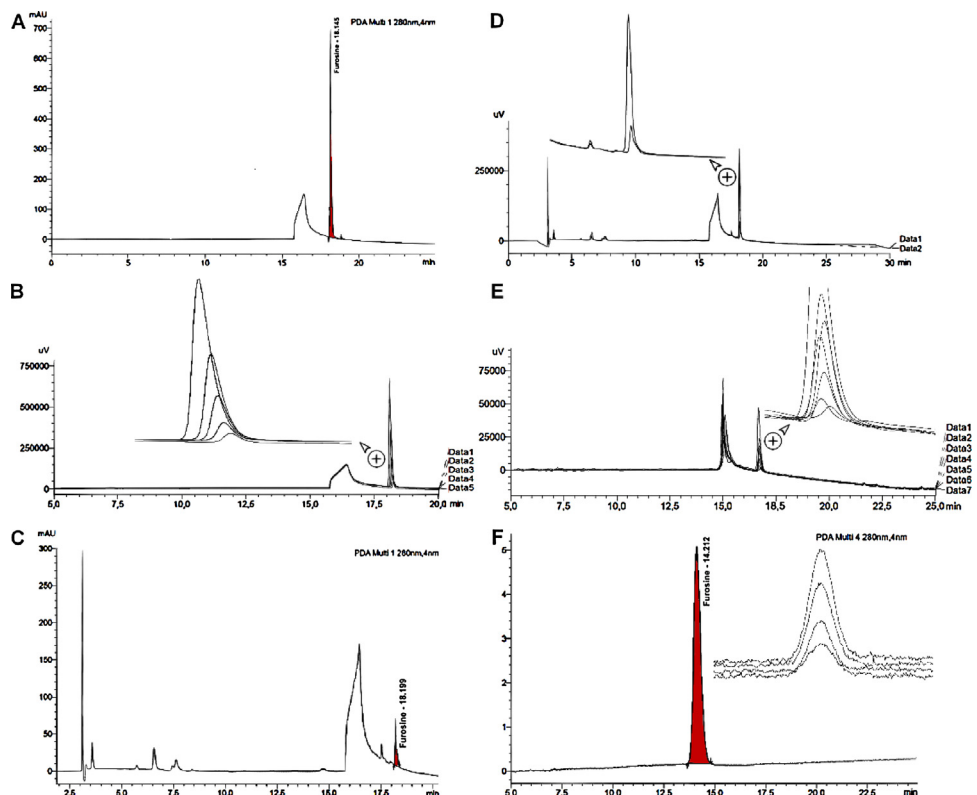 A
mAU
PDA Multi 1 280nm,4nm
Furosine - 18.145
700
600
500
400
300
200
100
0
0
5
10
15
20
min
D
uV
250000
0
Data1
Data2
0
5
10
15
20
25
30
min
B
uV
750000
500000
250000
0
Data1
Data2
Data3
Data4
Data5
5,0
7,5
10,0
12,5
15,0
17,5
20,0
min
E
uV
75000
50000
25000
0
Data1
Data2
Data3
Data4
Data5
Data6
Data7
5,0
7,5
10,0
12,5
15,0
17,5
20,0
22,5
25,0
min
C
mAU
PDA Multi 1 280nm,4nm
Furosine - 18.199
300
250
200
150
100
50
0
2,5
5,0
7,5
10,0
12,5
15,0
17,5
min
F
PDA Multi 4 280nm,4nm
Furosine - 14.212
5
4
3
2
1
0
5,0
7,5
10,0
12,5
15,0
17,5
20,0
22,5
min